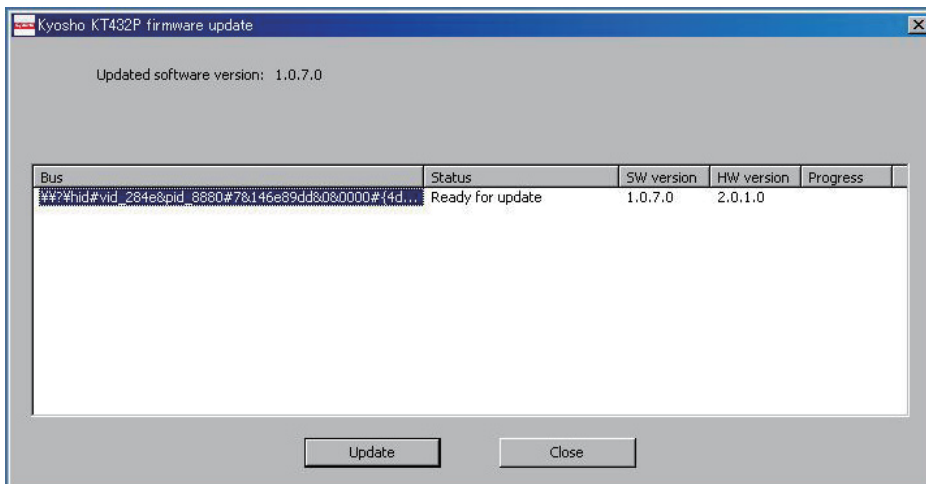 Kyosho KT432P firmware update
Updated software version: 1.0.7.0
Bus Status SW version HW version Progress
¥¥?¥hid#vid_284e&pid_8880#7&146e89dd&0&0000#{4d... Ready for update 1.0.7.0 2.0.1.0
Update Close